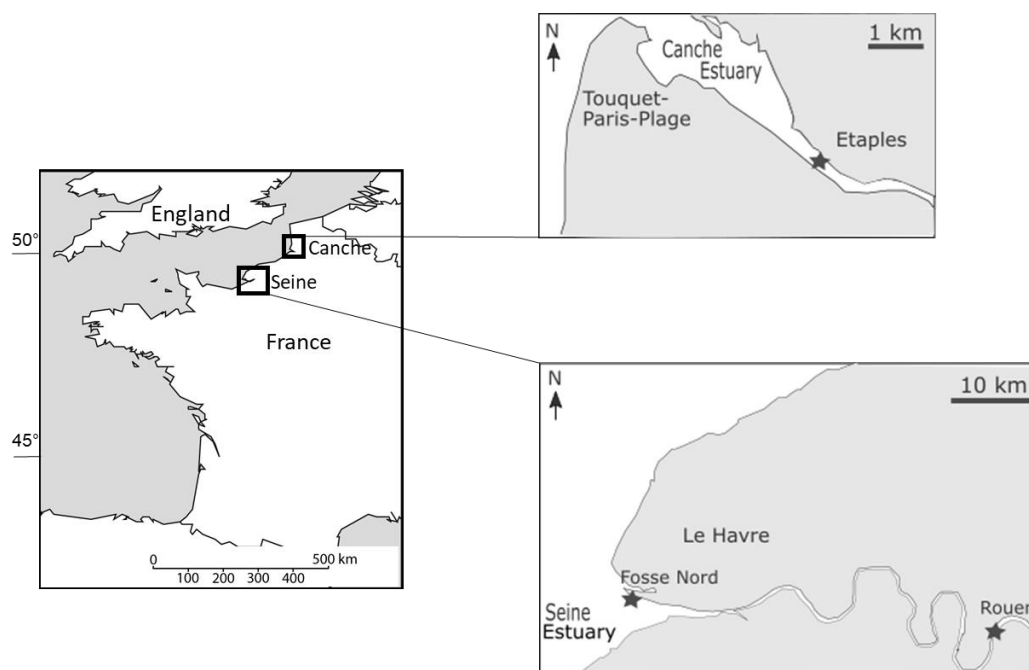 England
50°
Canche
Seine
France
45°
0
500 km
100
200
300
400
N
1 km
Canche
Estuary
Touquet-
Paris-Plage
Etaples
N
10 km
Le Havre
Fosse Nord
Seine
Estuary
Rouen